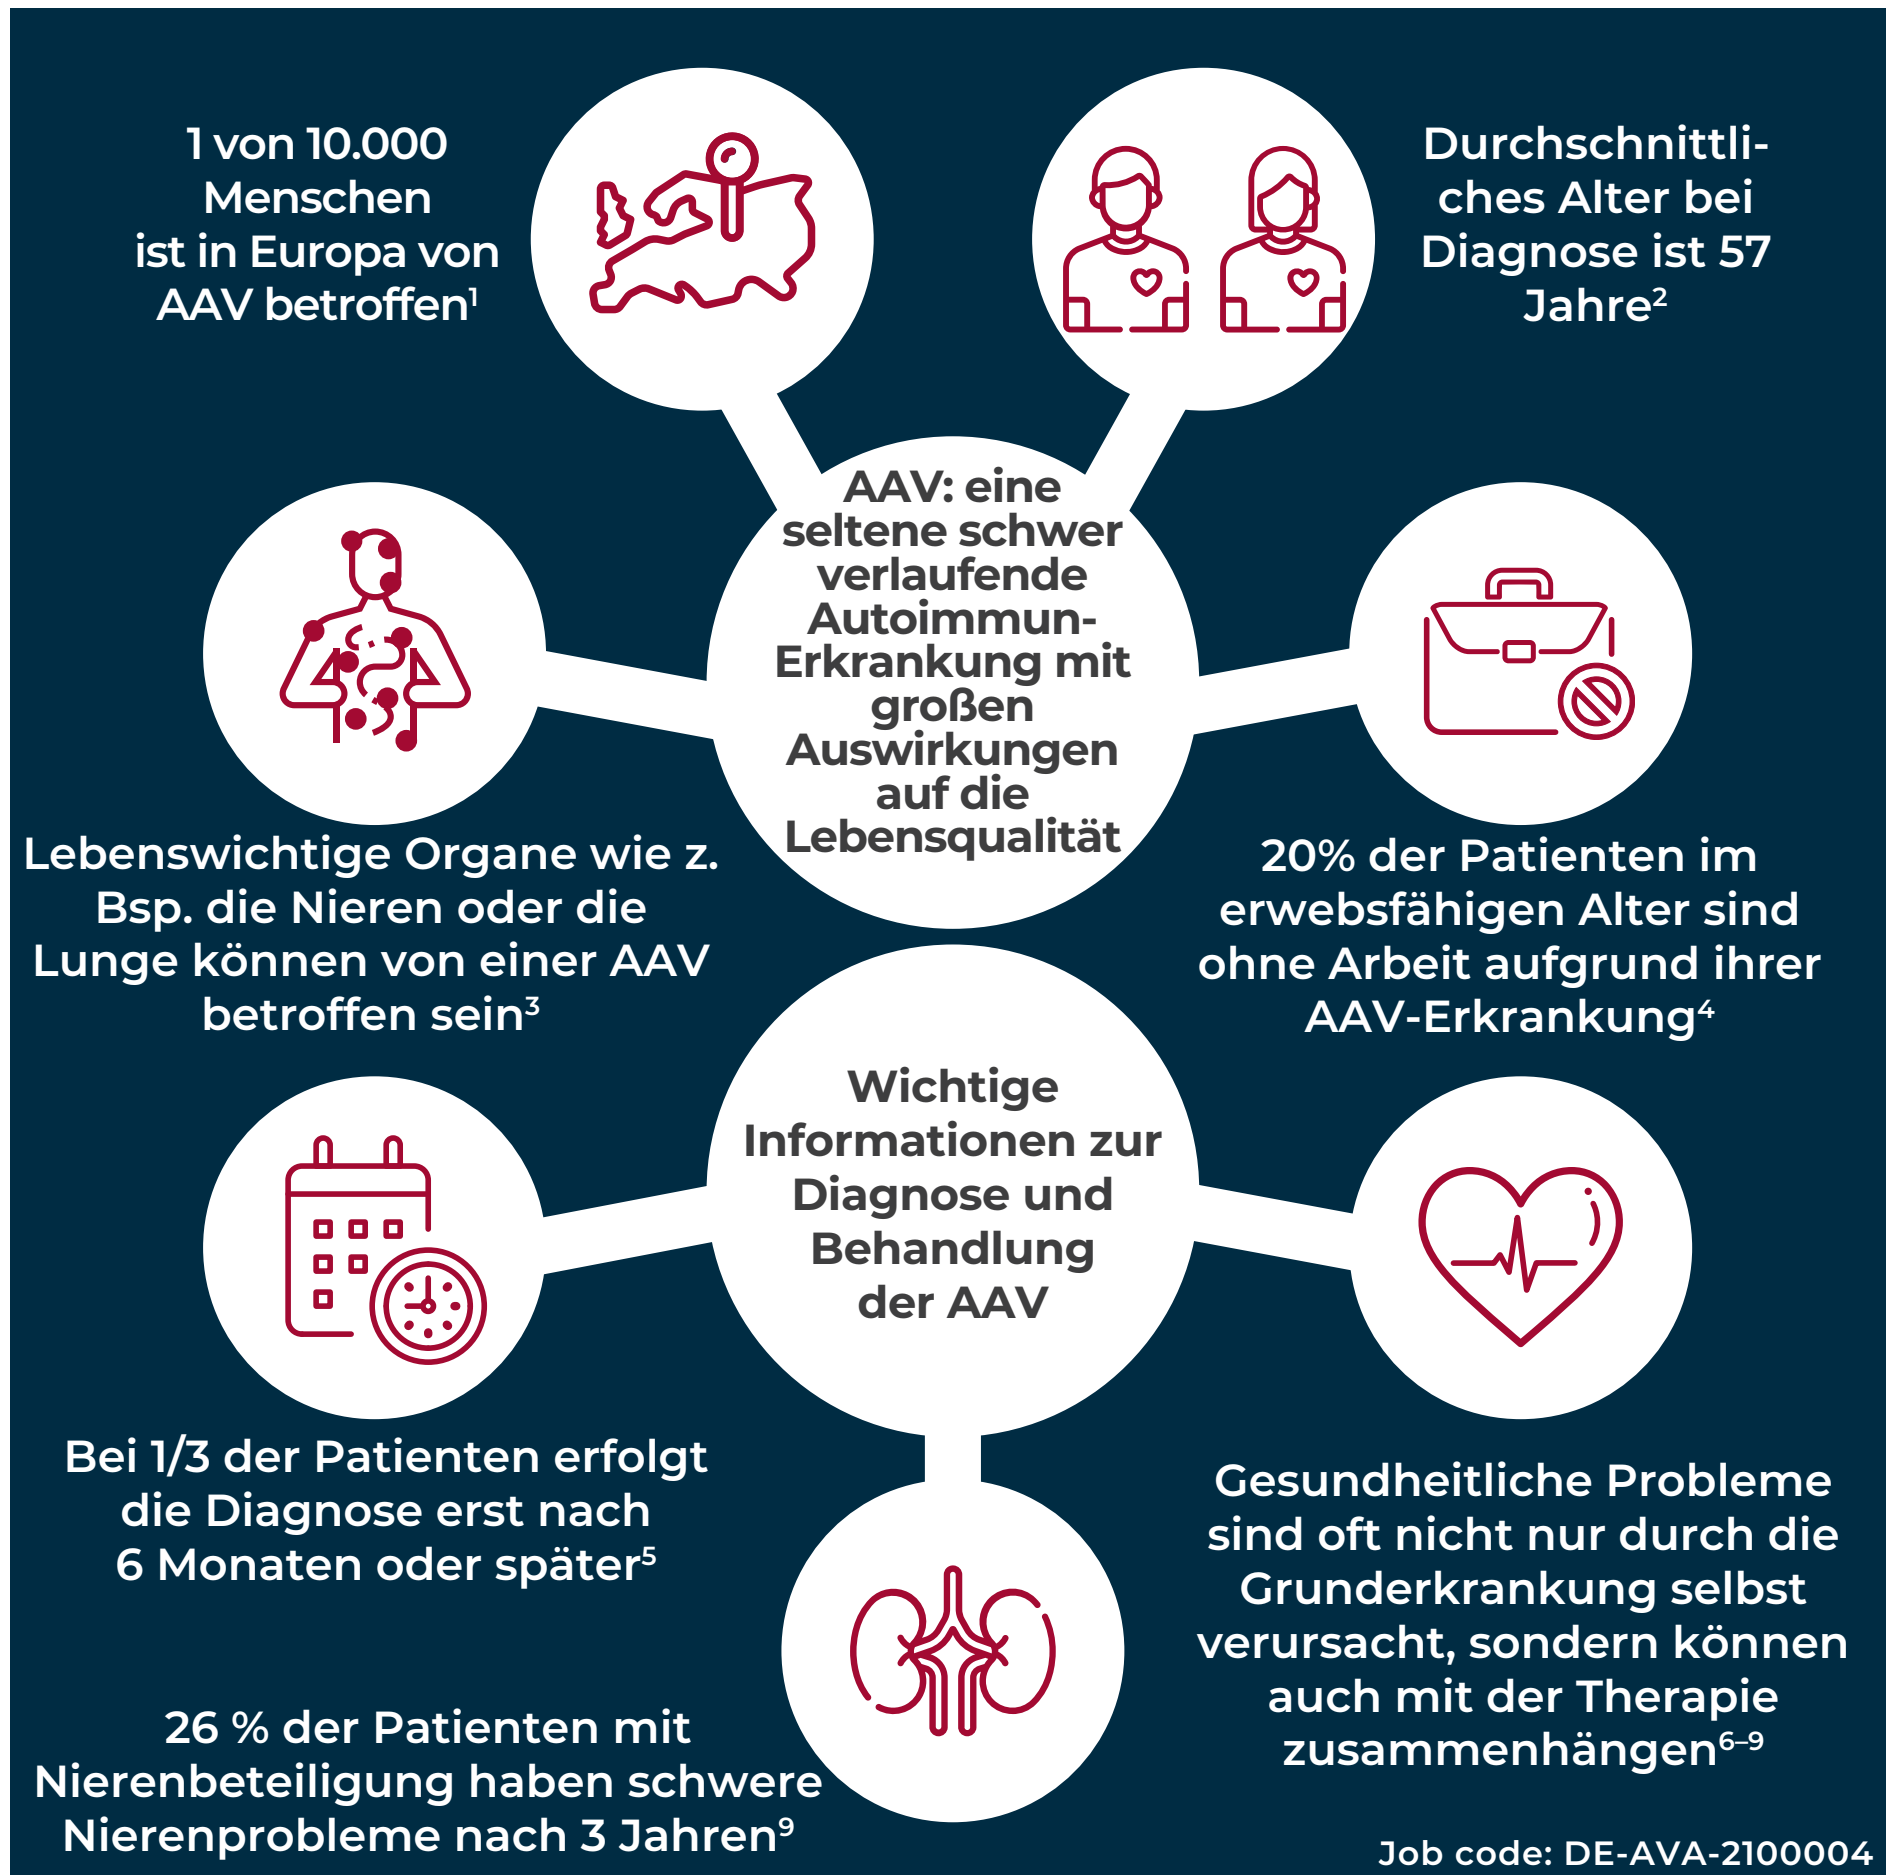 1 von 10.000
Menschen
ist in Europa von
AAV betroffen¹
Durchschnittli-
ches Alter bei
Diagnose ist 57
Jahre²
AAV: eine
seltene schwer
verlaufende
Autoimmun-
Erkrankung mit
großen
Auswirkungen
auf die
Lebensqualität
Lebenswichtige Organe wie z.
Bsp. die Nieren oder die
Lunge können von einer AAV
betroffen sein³
20% der Patienten im
erwebsfähigen Alter sind
ohne Arbeit aufgrund ihrer
AAV-Erkrankung⁴
Wichtige
Informationen zur
Diagnose und
Behandlung
der AAV
Bei 1/3 der Patienten erfolgt
die Diagnose erst nach
6 Monaten oder später⁵
Gesundheitliche Probleme
sind oft nicht nur durch die
Grunderkrankung selbst
verursacht, sondern können
auch mit der Therapie
zusammenhängen⁶⁻⁹
26 % der Patienten mit
Nierenbeteiligung haben schwere
Nierenprobleme nach 3 Jahren⁹
Job code: DE-AVA-2100004